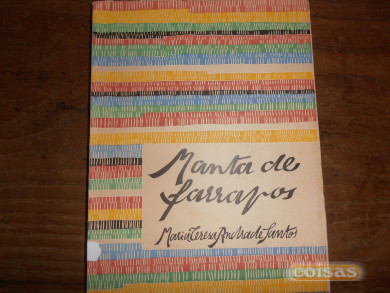 Manta de
farrapos
Maria Teresa Andrade Santos
coisas